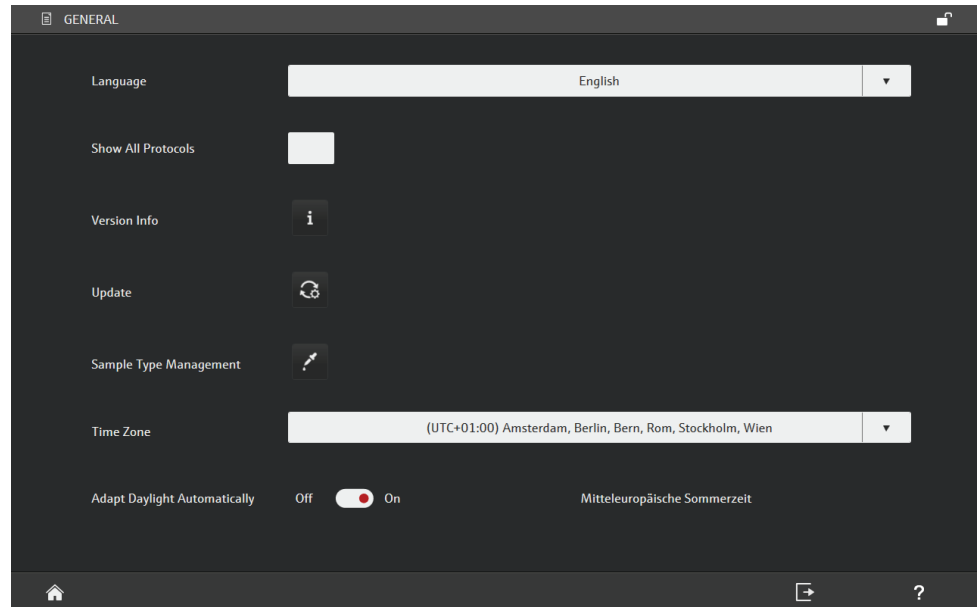 GENERAL
Language English
Show All Protocols
Version Info i
Update
Sample Type Management
Time Zone (UTC+01:00) Amsterdam, Berlin, Bern, Rom, Stockholm, Wien
Adapt Daylight Automatically Off On Mitteleuropäische Sommerzeit
?